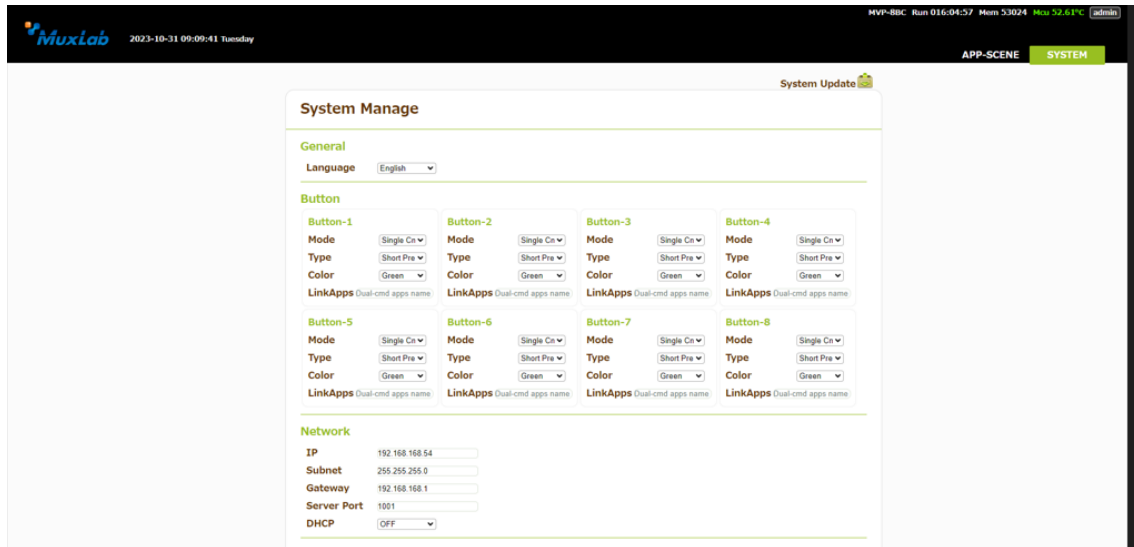 MVP-8BC Run 016:04:57 Mem 53024 Mcu 52.61°C admin
MuxLab 2023-10-31 09:09:41 Tuesday
APP-SCENE SYSTEM
System Update
System Manage
General
Language English
Button
Button-1 Button-2 Button-3 Button-4
Mode Single Cn Mode Single Cn Mode Single Cn Mode Single Cn
Type Short Pre Type Short Pre Type Short Pre Type Short Pre
Color Green Color Green Color Green Color Green
LinkApps Dual-cmd apps name LinkApps Dual-cmd apps name LinkApps Dual-cmd apps name LinkApps Dual-cmd apps name
Button-5 Button-6 Button-7 Button-8
Mode Single Cn Mode Single Cn Mode Single Cn Mode Single Cn
Type Short Pre Type Short Pre Type Short Pre Type Short Pre
Color Green Color Green Color Green Color Green
LinkApps Dual-cmd apps name LinkApps Dual-cmd apps name LinkApps Dual-cmd apps name LinkApps Dual-cmd apps name
Network
IP 192.168.168.54
Subnet 255.255.255.0
Gateway 192.168.168.1
Server Port 1001
DHCP OFF